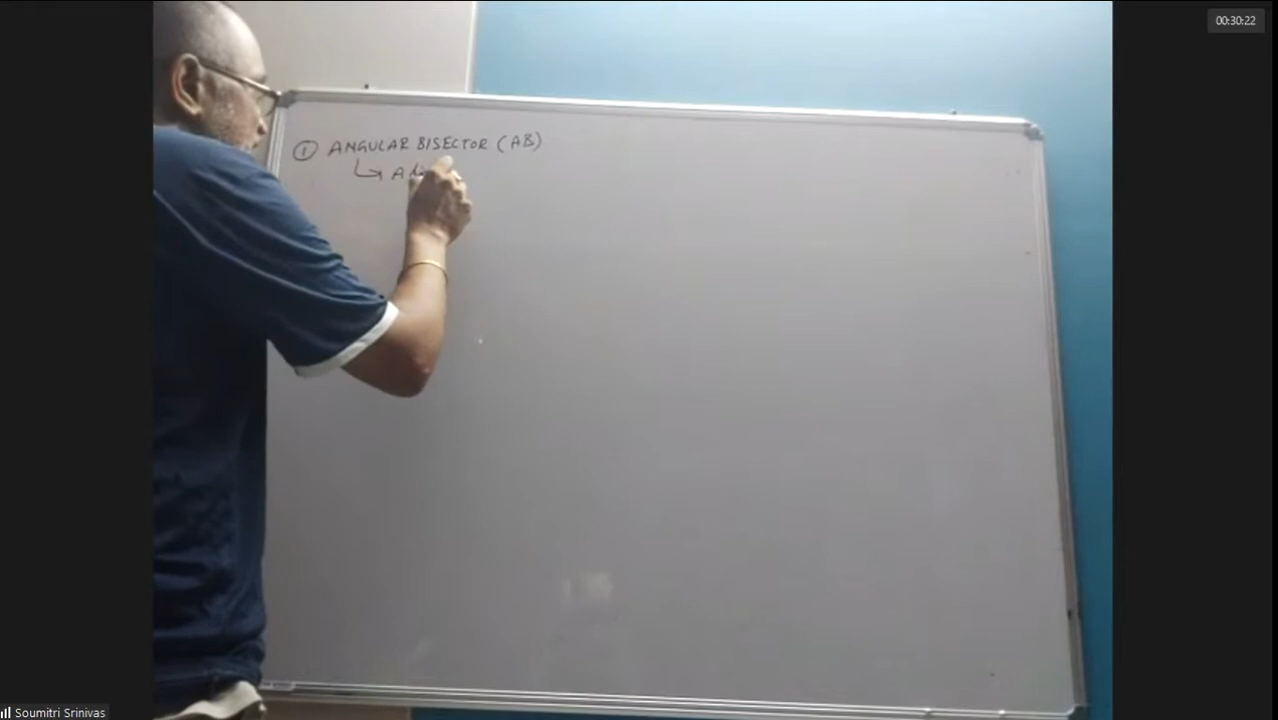 00:30:22
① ANGULAR BISECTOR (AB)
↳ A
Soumitri Srinivas